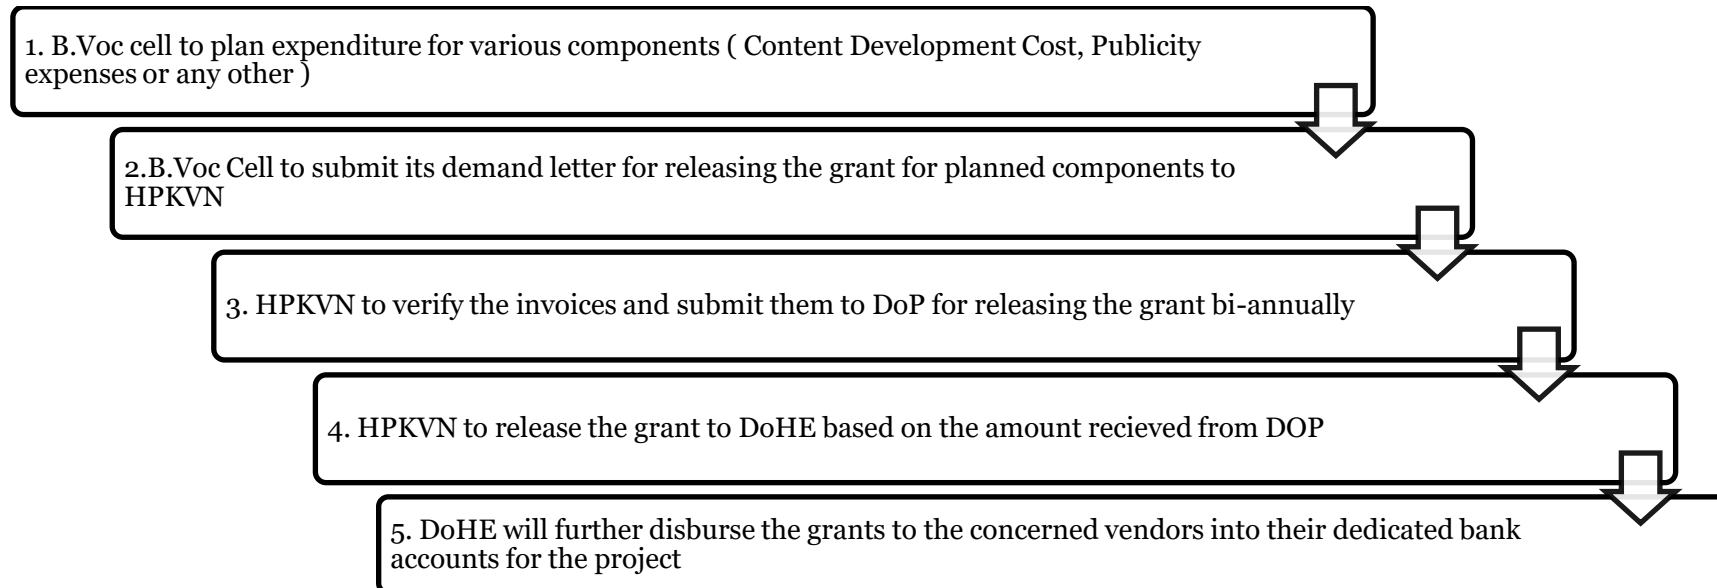 1. B.Voc cell to plan expenditure for various components ( Content Development Cost, Publicity
expenses or any other )
2.B.Voc Cell to submit its demand letter for releasing the grant for planned components to
HPKVN
3. HPKVN to verify the invoices and submit them to DoP for releasing the grant bi-annually
4. HPKVN to release the grant to DoHE based on the amount recieved from DOP
5. DoHE will further disburse the grants to the concerned vendors into their dedicated bank
accounts for the project